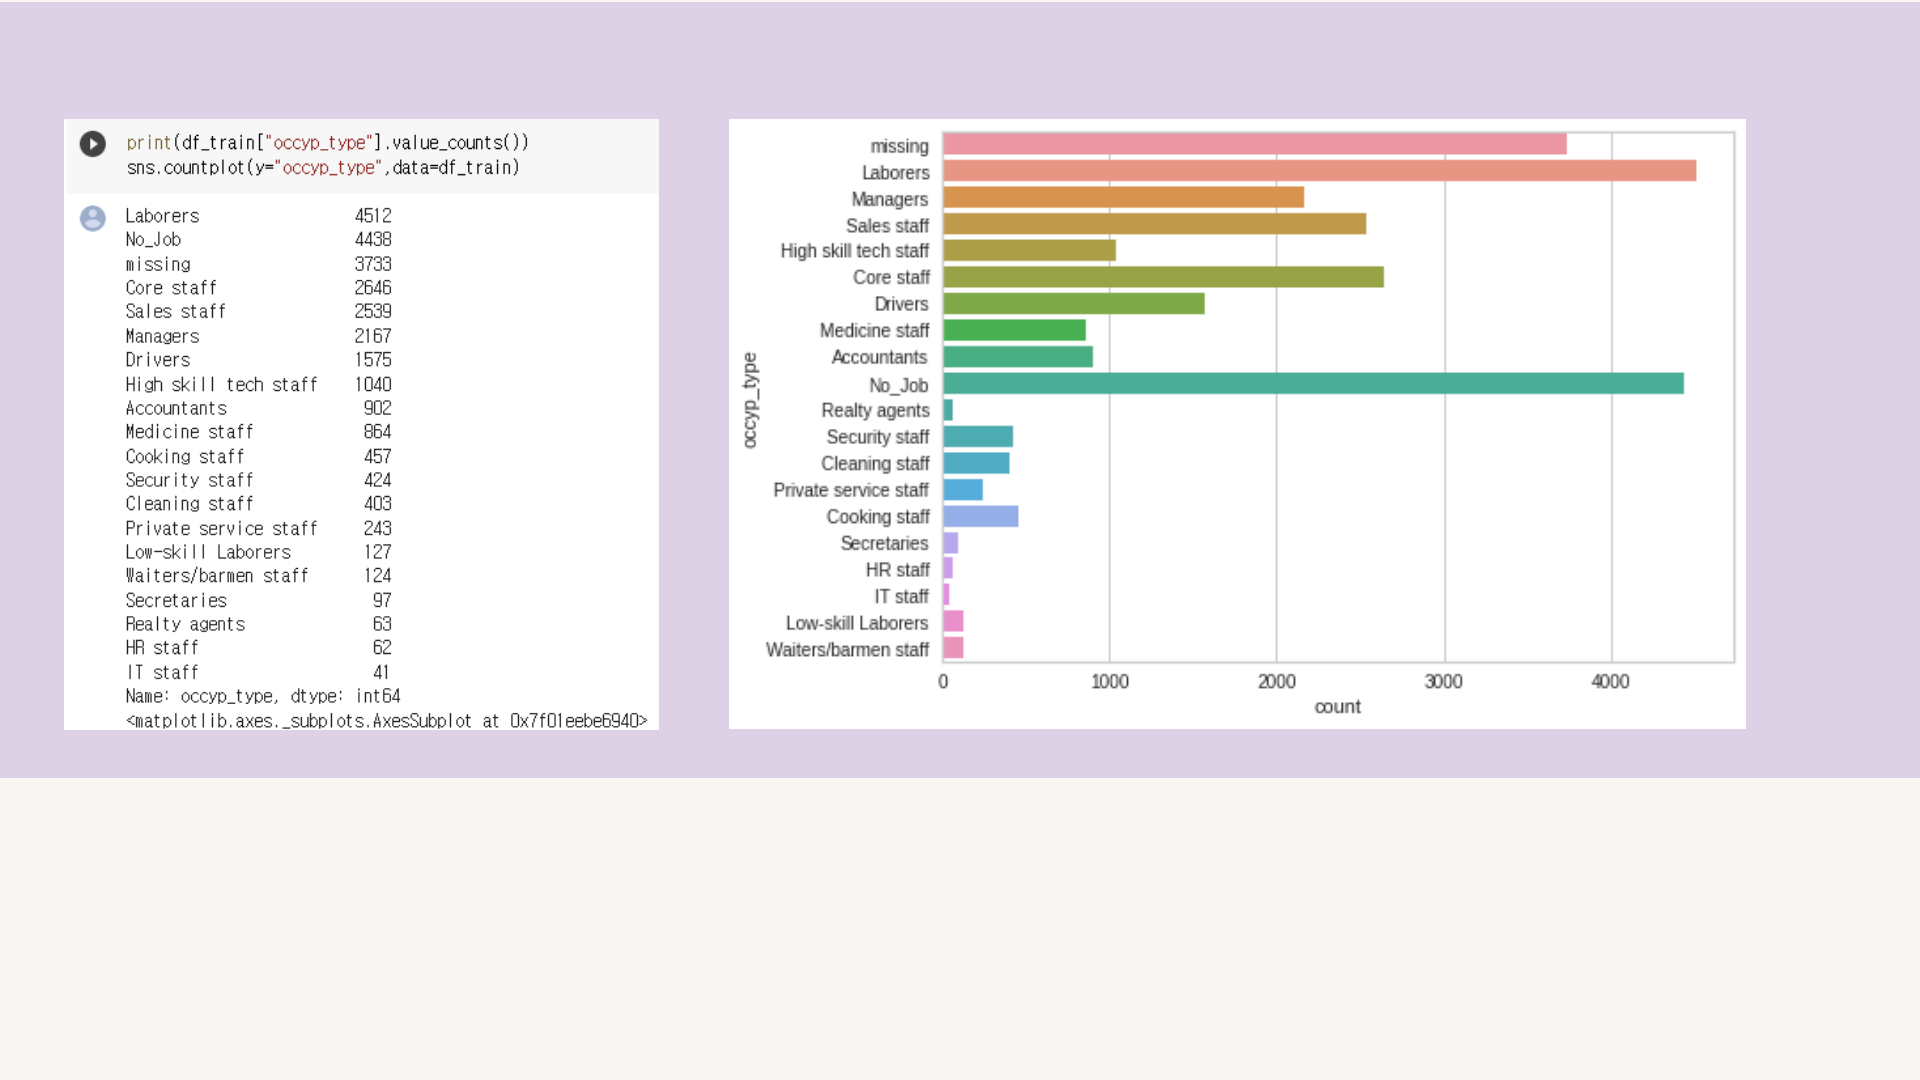 print(df_train["occyp_type"].value_counts())
sns.countplot(y="occyp_type",data=df_train)
Laborers 4512
No_Job 4438
missing 3733
Core staff 2646
Sales staff 2539
Managers 2167
Drivers 1575
High skill tech staff 1040
Accountants 902
Medicine staff 864
Cooking staff 457
Security staff 424
Cleaning staff 403
Private service staff 243
Low-skill Laborers 127
Waiters/barmen staff 124
Secretaries 97
Realty agents 63
HR staff 62
IT staff 41
Name: occyp_type, dtype: int64
<matplotlib.axes._subplots.AxesSubplot at 0x7f01eebe6940>
occyp_type
missing
Laborers
Managers
Sales staff
High skill tech staff
Core staff
Drivers
Medicine staff
Accountants
No_Job
Realty agents
Security staff
Cleaning staff
Private service staff
Cooking staff
Secretaries
HR staff
IT staff
Low-skill Laborers
Waiters/barmen staff
0 1000 2000 3000 4000
count